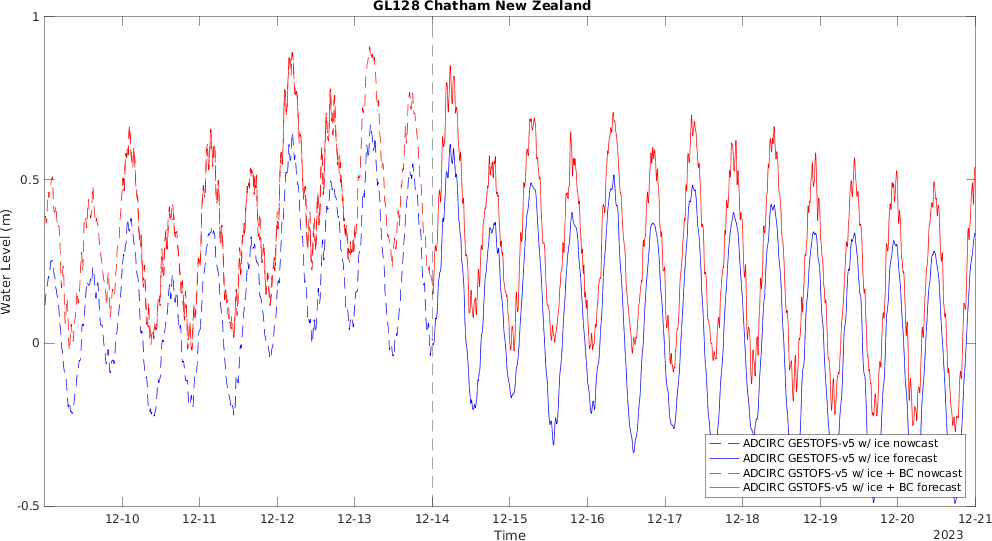 GL128 Chatham New Zealand
1
0.5
0
-0.5
Water Level (m)
ADCIRC GESTOFS-v5 w/ ice nowcast
ADCIRC GESTOFS-v5 w/ ice forecast
ADCIRC GSTOFS-v5 w/ ice + BC nowcast
ADCIRC GSTOFS-v5 w/ ice + BC forecast
12-10 12-11 12-12 12-13 12-14 12-15 12-16 12-17 12-18 12-19 12-20 12-21
Time
2023